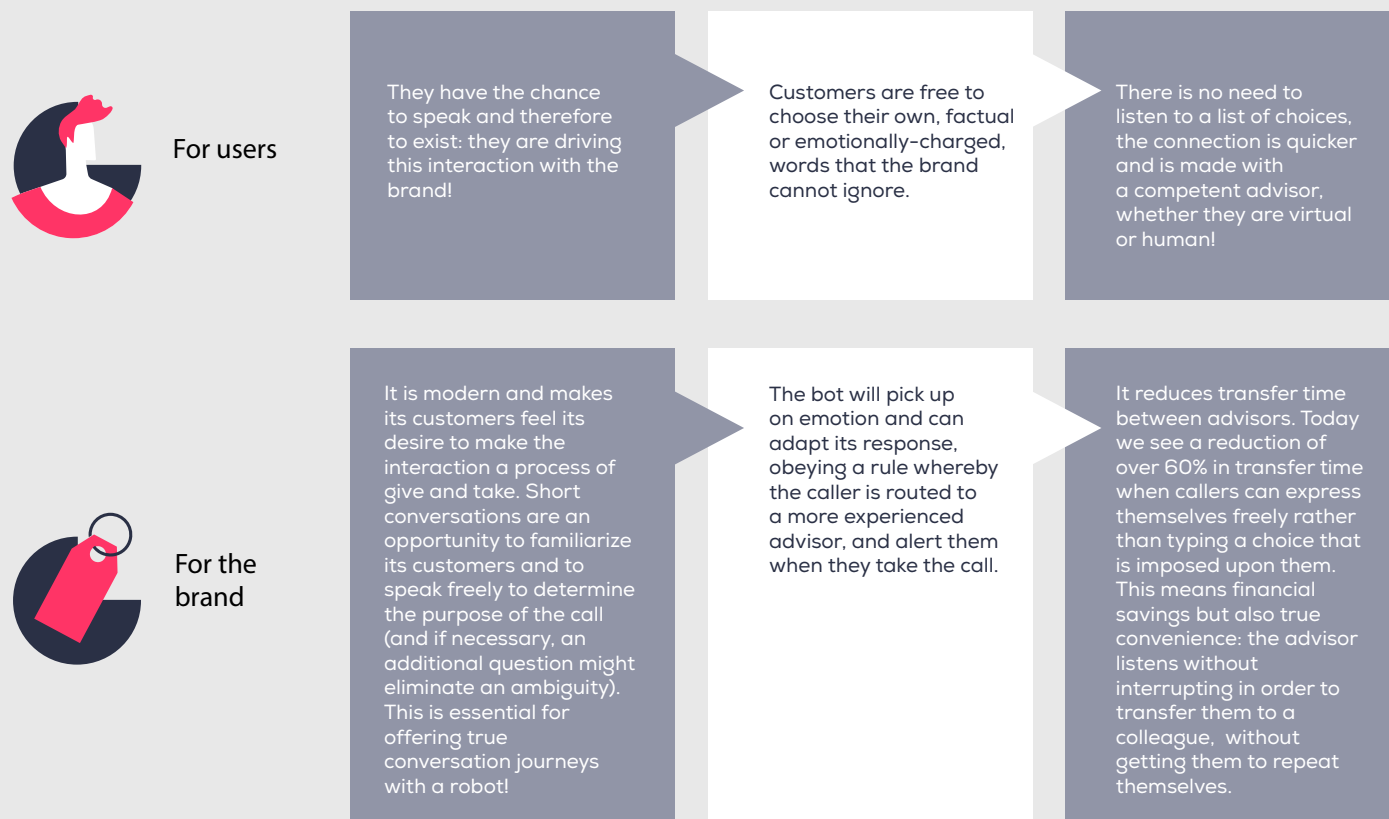 For users
They have the chance
to speak and therefore
to exist: they are driving
this interaction with the
brand!
Customers are free to
choose their own, factual
or emotionally-charged,
words that the brand
cannot ignore.
There is no need to
listen to a list of choices,
the connection is quicker
and is made with
a competent advisor,
whether they are virtual
or human!
For the
brand
It is modern and makes
its customers feel its
desire to make the
interaction a process of
give and take. Short
conversations are an
opportunity to familiarize
its customers and to
speak freely to determine
the purpose of the call
(and if necessary, an
additional question might
eliminate an ambiguity).
This is essential for
offering true
conversation journeys
with a robot!
The bot will pick up
on emotion and can
adapt its response,
obeying a rule whereby
the caller is routed to
a more experienced
advisor, and alert them
when they take the call.
It reduces transfer time
between advisors. Today
we see a reduction of
over 60% in transfer time
when callers can express
themselves freely rather
than typing a choice that
is imposed upon them.
This means financial
savings but also true
convenience: the advisor
listens without
interrupting in order to
transfer them to a
colleague,  without
getting them to repeat
themselves.